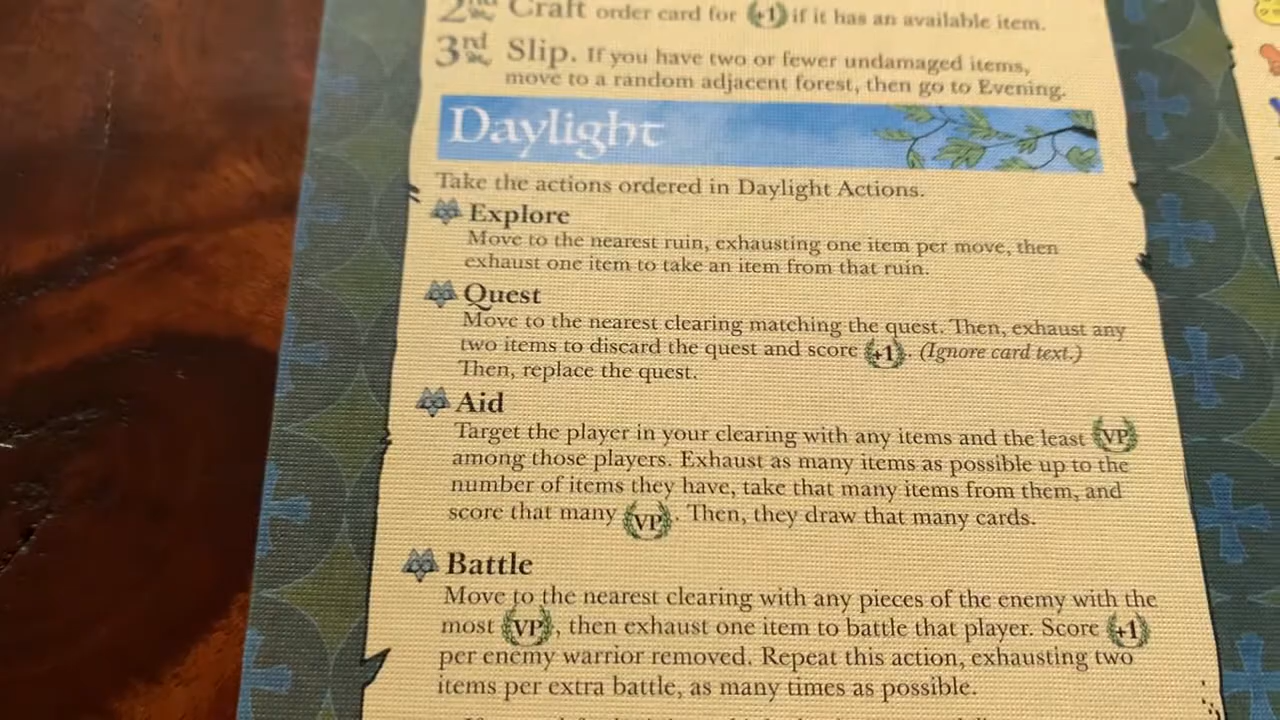 2nd Craft order card for +1 if it has an available item.
3rd Slip. If you have two or fewer undamaged items,
move to a random adjacent forest, then go to Evening.
Daylight
Take the actions ordered in Daylight Actions.
Explore
Move to the nearest ruin, exhausting one item per move, then
exhaust one item to take an item from that ruin.
Quest
Move to the nearest clearing matching the quest. Then, exhaust any
two items to discard the quest and score +1. (Ignore card text.)
Then, replace the quest.
Aid
Target the player in your clearing with any items and the least VP
among those players. Exhaust as many items as possible up to the
number of items they have, take that many items from them, and
score that many VP. Then, they draw that many cards.
Battle
Move to the nearest clearing with any pieces of the enemy with the
most VP, then exhaust one item to battle that player. Score +1
per enemy warrior removed. Repeat this action, exhausting two
items per extra battle, as many times as possible.